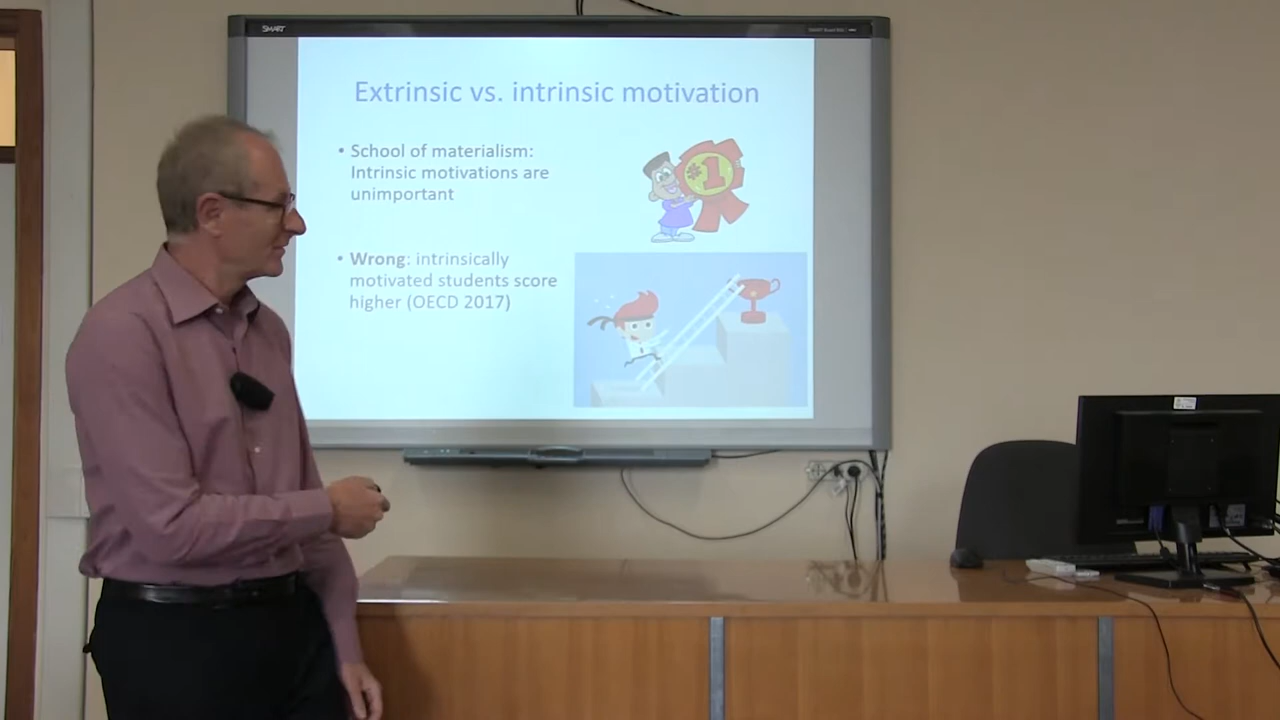 SMART
Extrinsic vs. intrinsic motivation
• School of materialism:
Intrinsic motivations are
unimportant
#1
• Wrong: intrinsically
motivated students score
higher (OECD 2017)